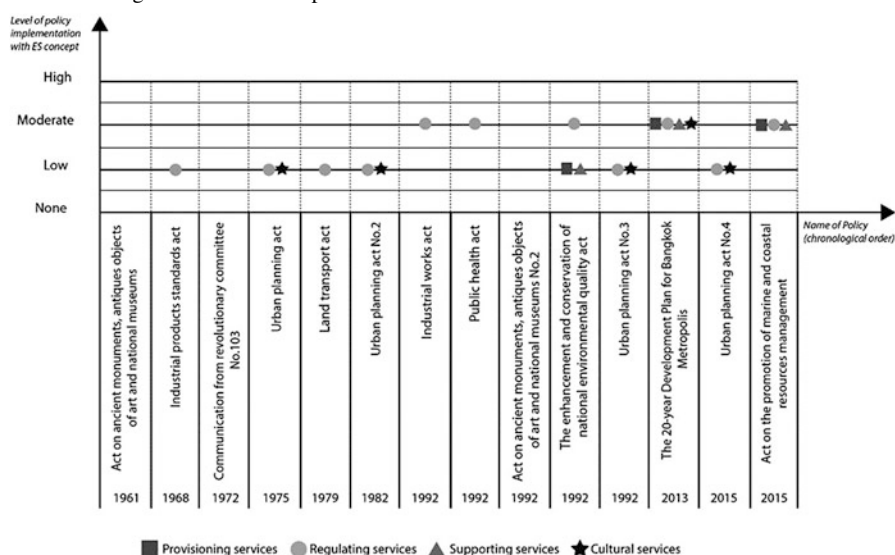 Level of policy
implementation
with ES concept
High
Moderate
Low
None
Name of Policy
(chronological order)
Act on ancient monuments, antiques objects
of art and national museums
Industrial products standards act
Communication from revolutionary committee
No.103
Urban planning act
Land transport act
Urban planning act No.2
Industrial works act
Public health act
Act on ancient monuments, antiques objects
of art and national museums No.2
The enhancement and conservation of
national environmental quality act
Urban planning act No.3
The 20-year Development Plan for Bangkok
Metropolis
Urban planning act No.4
Act on the promotion of marine and coastal
resources management
1961 1968 1972 1975 1979 1982 1992 1992 1992 1992 1992 2013 2015 2015
Provisioning services Regulating services Supporting services Cultural services